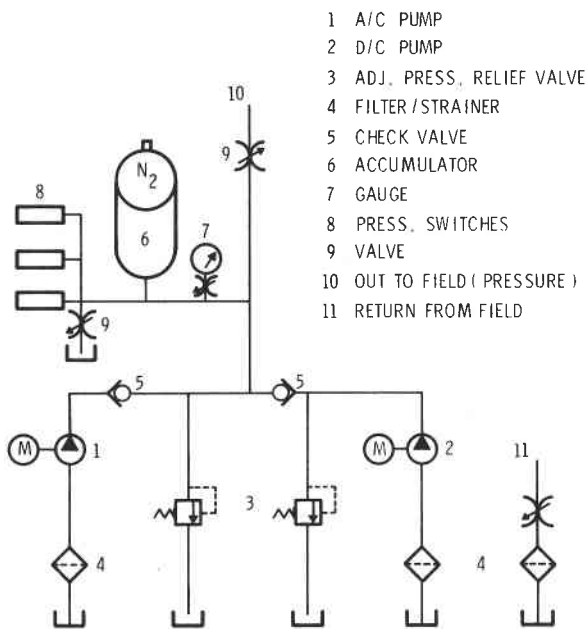 1 A/C PUMP
2 D/C PUMP
3 ADJ. PRESS. RELIEF VALVE
4 FILTER/STRAINER
5 CHECK VALVE
6 ACCUMULATOR
7 GAUGE
8 PRESS. SWITCHES
9 VALVE
10 OUT TO FIELD (PRESSURE)
11 RETURN FROM FIELD
10
9
N2
8
6
7
9
5
5
M
1
M
2
11
3
4
4